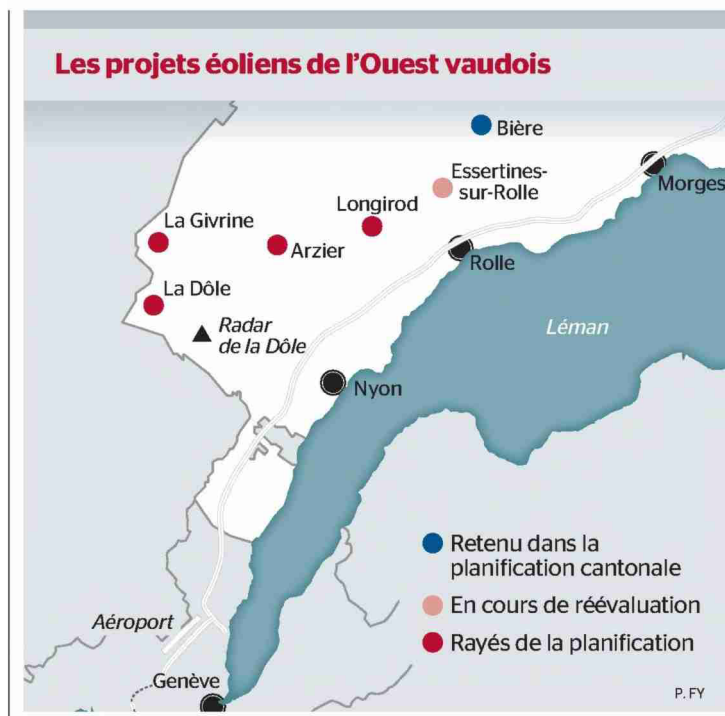 Les projets éoliens de l'Ouest vaudois
Bière
Essertines-
sur-Rolle
Morges
Longirod
La Givrine
Arzier
Rolle
La Dôle
Radar
de la Dôle
Léman
Nyon
Retenu dans la
planification cantonale
En cours de réévaluation
Rayés de la planification
Aéroport
Genève
P. FY